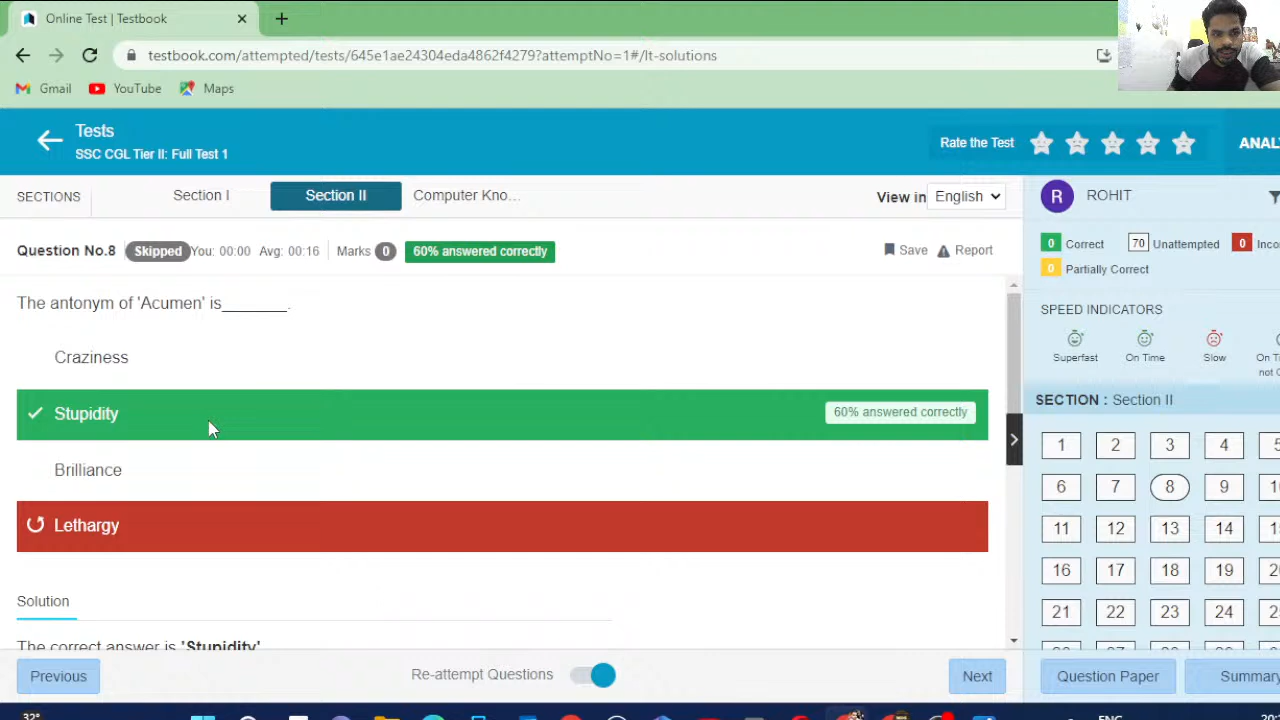 Online Test | Testbook
testbook.com/attempted/tests/645e1ae24304eda4862f4279?attemptNo=1#/lt-solutions
Gmail YouTube Maps
Tests
SSC CGL Tier II: Full Test 1
Rate the Test
SECTIONS Section I Section II Computer Kno... View in English
R ROHIT
Question No.8 Skipped You: 00:00 Avg: 00:16 Marks 0 60% answered correctly Save Report
0 Correct 70 Unattempted 0
0 Partially Correct
The antonym of 'Acumen' is_______.
Craziness
Stupidity 60% answered correctly
Brilliance
Lethargy
Solution
The correct answer is 'Stupidity'
SPEED INDICATORS
Superfast On Time Slow
SECTION : Section II
1 2 3 4
6 7 8 9
11 12 13 14
16 17 18 19
21 22 23 24
Previous Re-attempt Questions Next Question Paper Summary
32° ENG